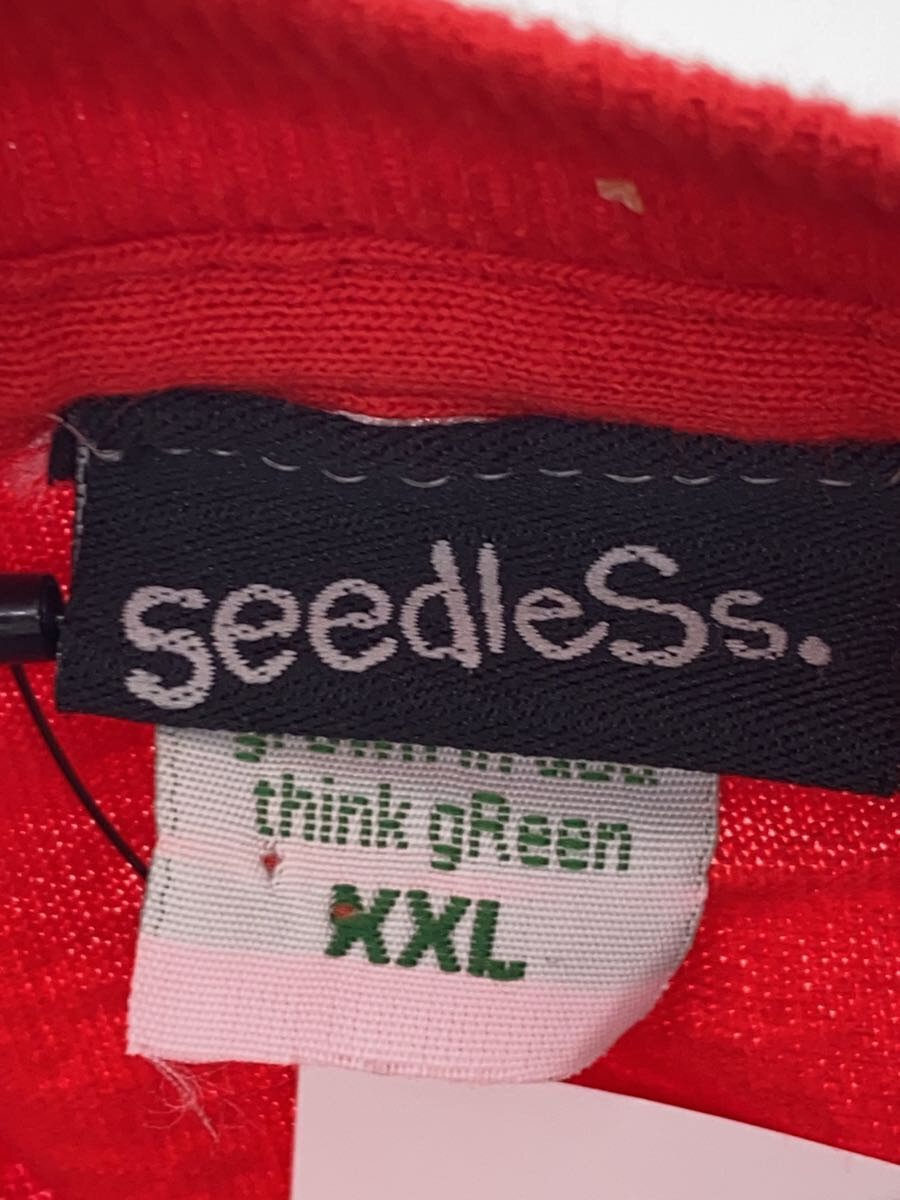 seedleSs.
think gReen
XXL